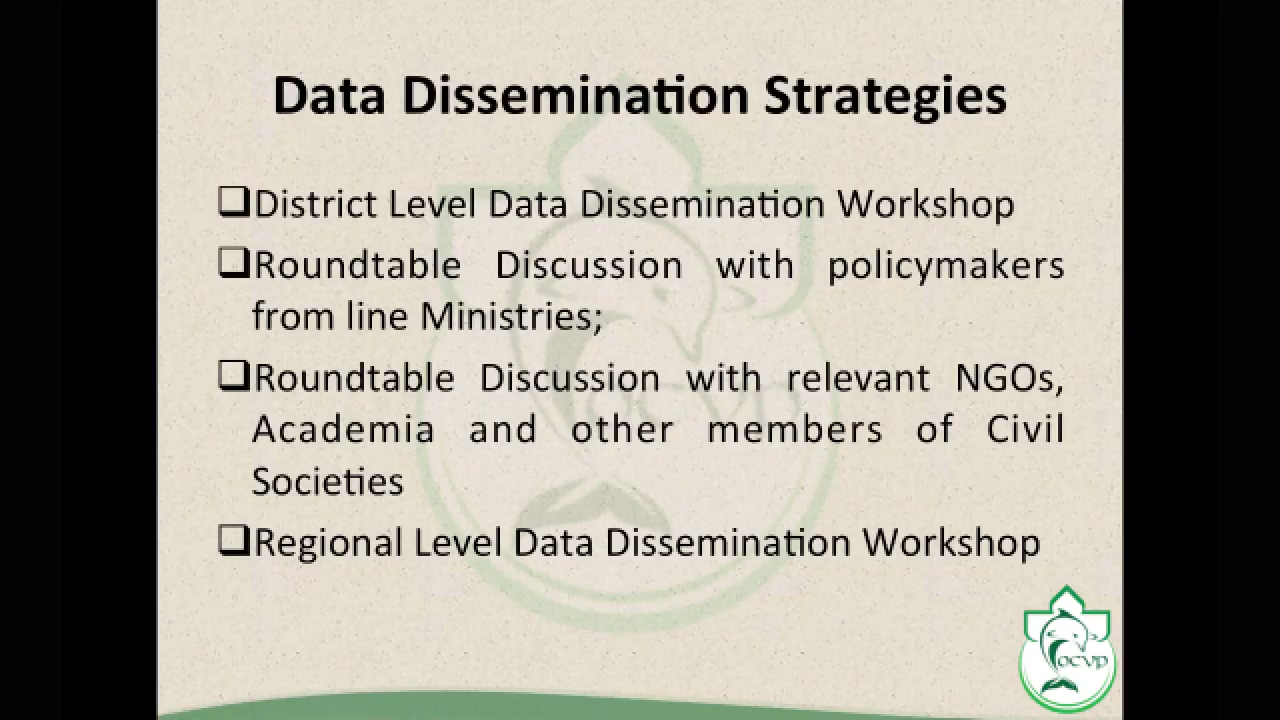 Data Dissemination Strategies
District Level Data Dissemination Workshop
Roundtable Discussion with policymakers
from line Ministries;
Roundtable Discussion with relevant NGOs,
Academia and other members of Civil
Societies
Regional Level Data Dissemination Workshop
OCVP